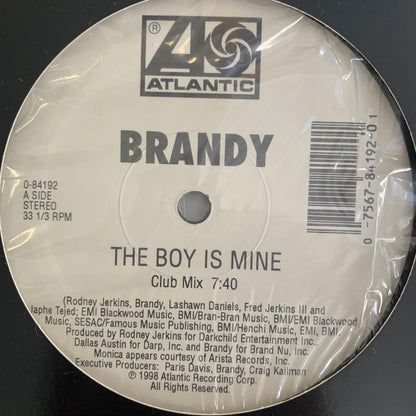 ®
ATLANTIC
BRANDY
0-84192
A SIDE
STEREO
33 1/3 RPM
0 -7567-84192-0 1
THE BOY IS MINE
Club Mix 7:40
(Rodney Jerkins, Brandy, Lashawn Daniels, Fred Jerkins III and
Japhe Tejed; EMI Blackwood Music, BMI/Bran-Bran Music, BMI/EMI Blackwood
Music, SESAC/Famous Music Publishing, BMI/Henchi Music, EMI, BMI
Produced by Rodney Jerkins for Darkchild Entertainment Inc.,
Dallas Austin for Darp, Inc., and Brandy for Brand Nu, Inc.
Monica appears courtesy of Arista Records, Inc.
Executive Producers: Paris Davis, Brandy, Craig Kallman
℗ 1998 Atlantic Recording Corp.
All Rights Reserved.